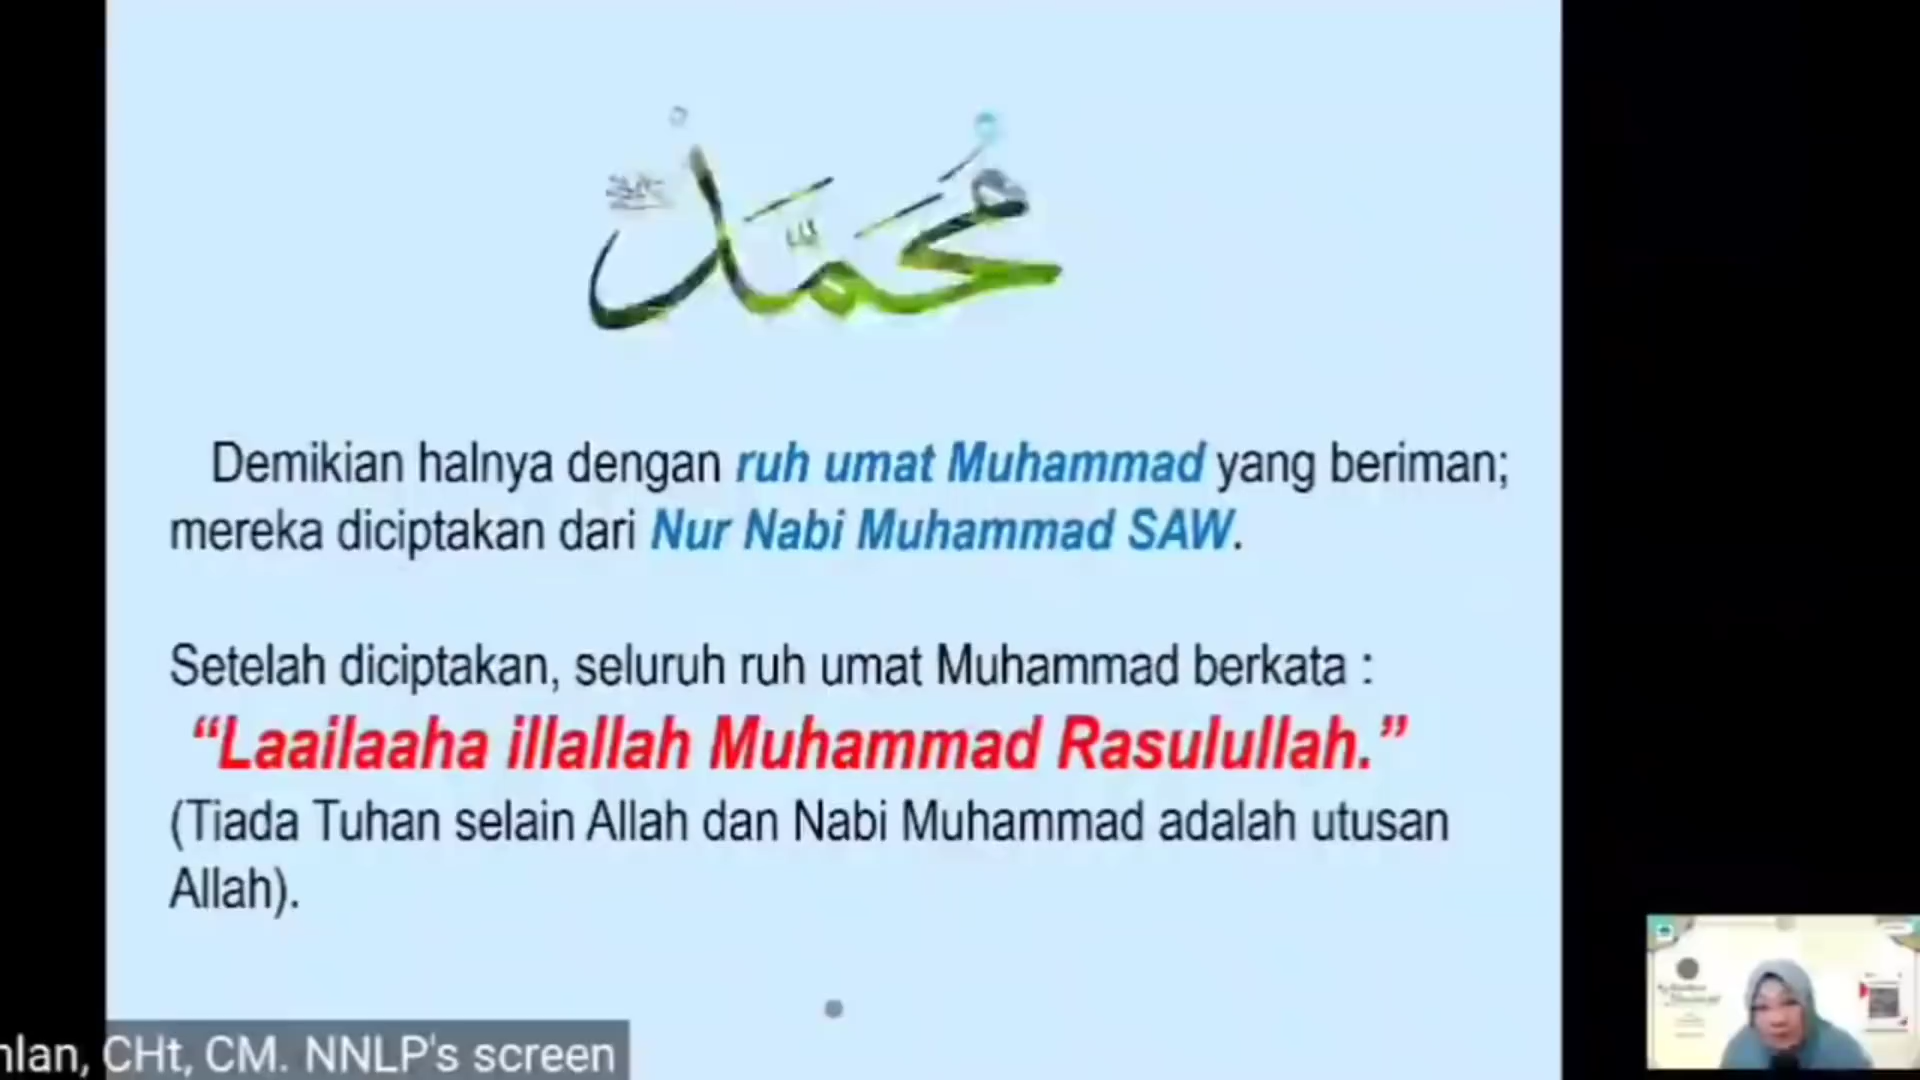 مُحَمَّدٌ
Demikian halnya dengan ruh umat Muhammad yang beriman;
mereka diciptakan dari Nur Nabi Muhammad SAW.
Setelah diciptakan, seluruh ruh umat Muhammad berkata :
“Laailaaha illallah Muhammad Rasulullah.”
(Tiada Tuhan selain Allah dan Nabi Muhammad adalah utusan
Allah).
CHt, CM. NNLP's screen